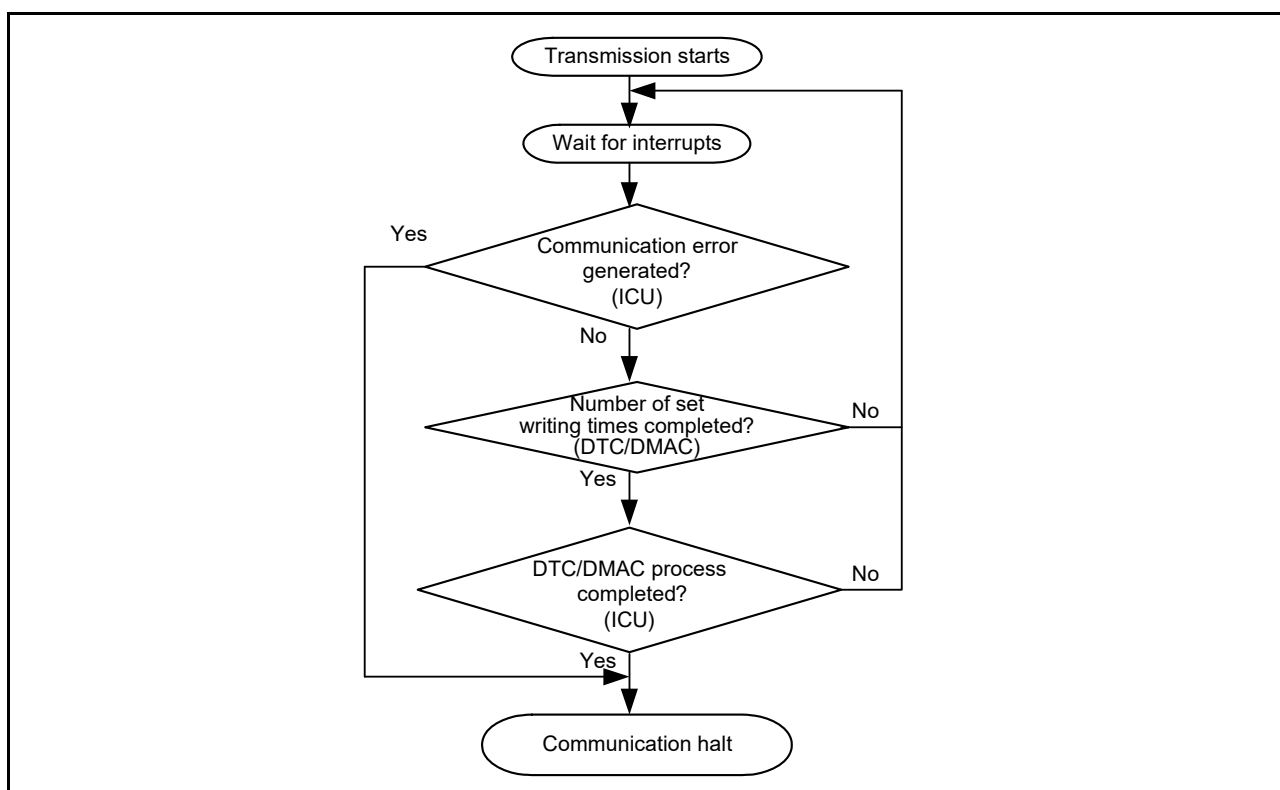 Transmission starts
Wait for interrupts
Yes
Communication error
generated?
(ICU)
No
Number of set
writing times completed?
(DTC/DMAC)
No
Yes
DTC/DMAC process
completed?
(ICU)
No
Yes
Communication halt